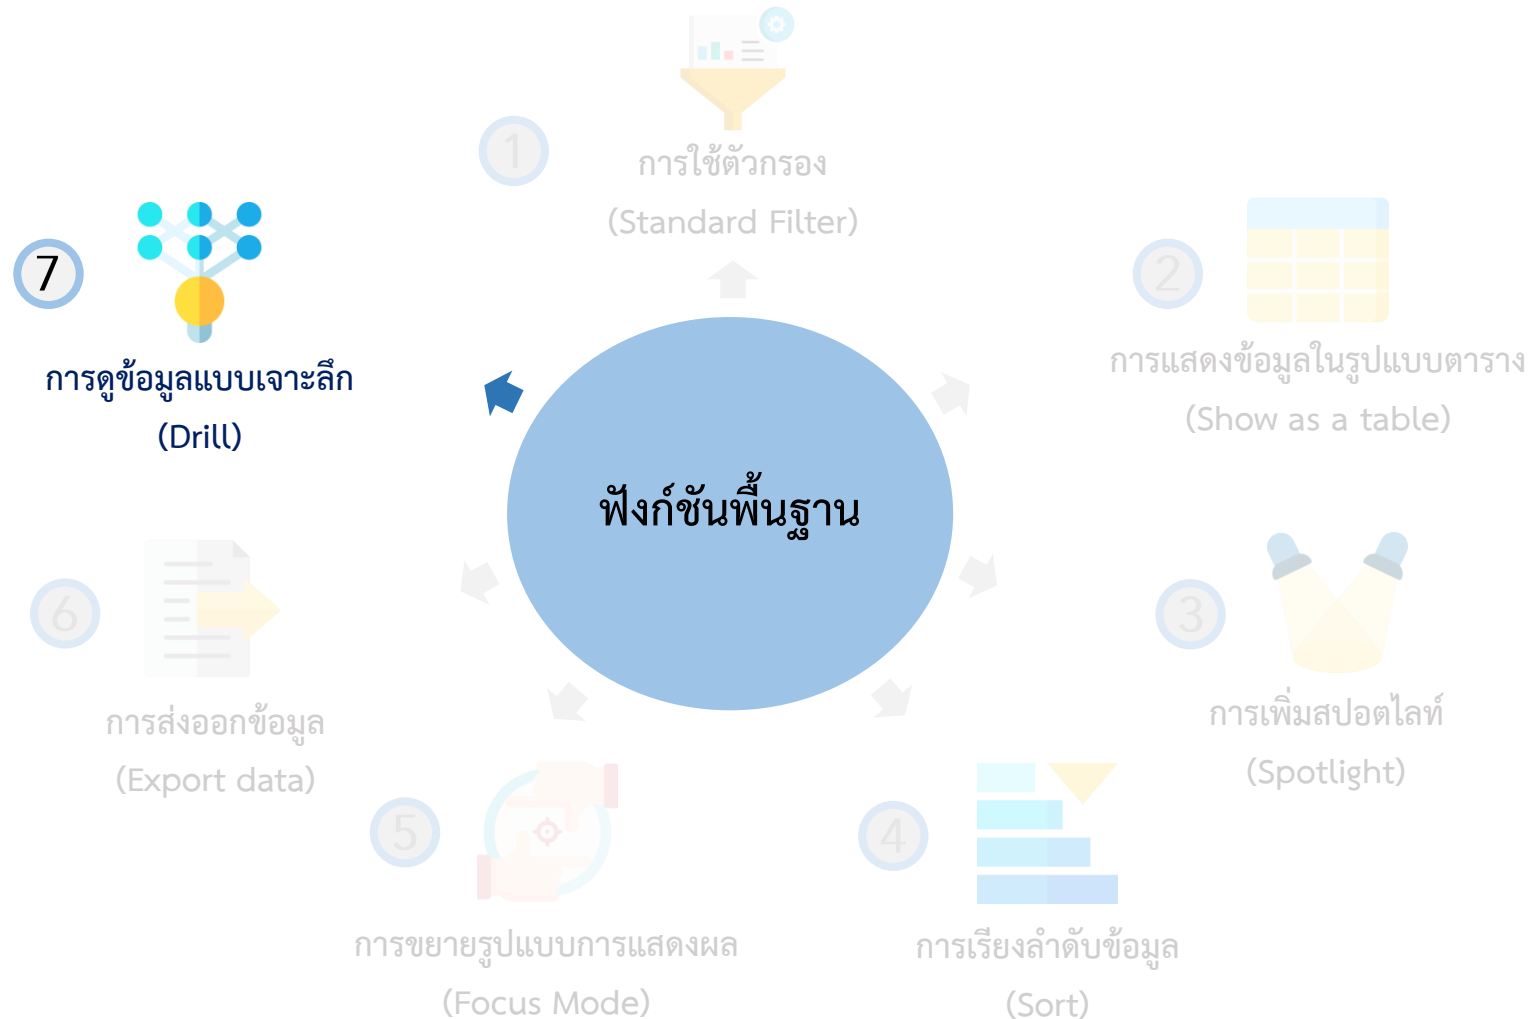 1
การใช้ตัวกรอง
(Standard Filter)
2
การแสดงข้อมูลในรูปแบบตาราง
(Show as a table)
3
การเพิ่มสปอตไลท์
(Spotlight)
4
การเรียงลำดับข้อมูล
(Sort)
5
การขยายรูปแบบการแสดงผล
(Focus Mode)
6
การส่งออกข้อมูล
(Export data)
7
การดูข้อมูลแบบเจาะลึก
(Drill)
ฟังก์ชันพื้นฐาน